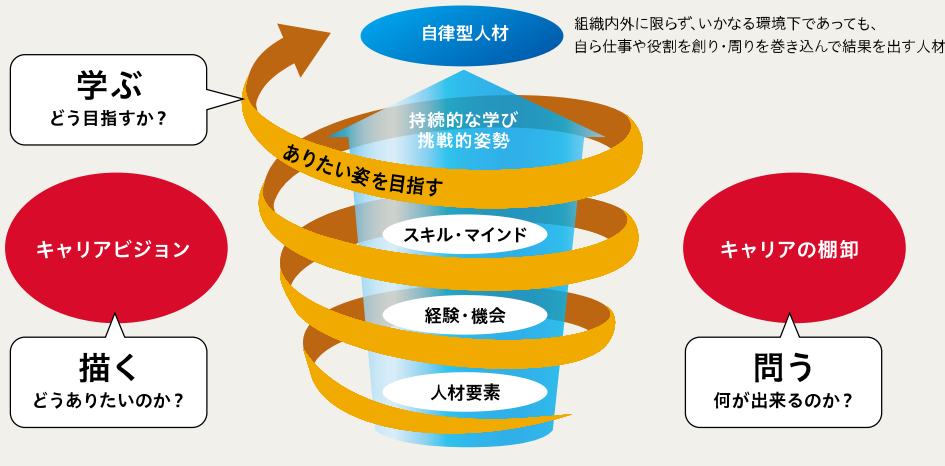 自律型人材
組織内外に限らず、いかなる環境下であっても、
自ら仕事や役割を創り・周りを巻き込んで結果を出す人材
学ぶ
どう目指すか？
持続的な学び
挑戦的姿勢
ありたい姿を目指す
キャリアビジョン
スキル・マインド
キャリアの棚卸
経験・機会
描く
どうありたいのか？
人材要素
問う
何が出来るのか？